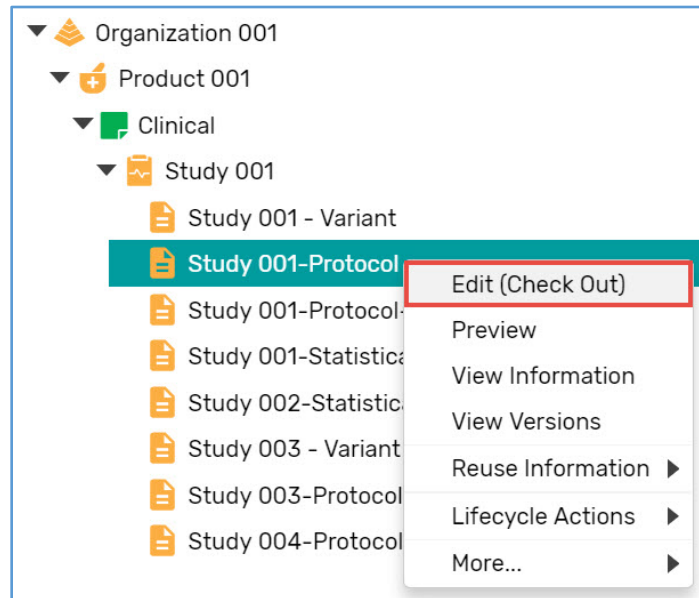 Organization 001
Product 001
Clinical
Study 001
Study 001 - Variant
Study 001-Protocol
Study 001-Protocol-
Study 001-Statistica
Study 002-Statistica
Study 003 - Variant
Study 003-Protocol
Study 004-Protocol
Edit (Check Out)
Preview
View Information
View Versions
Reuse Information
Lifecycle Actions
More...